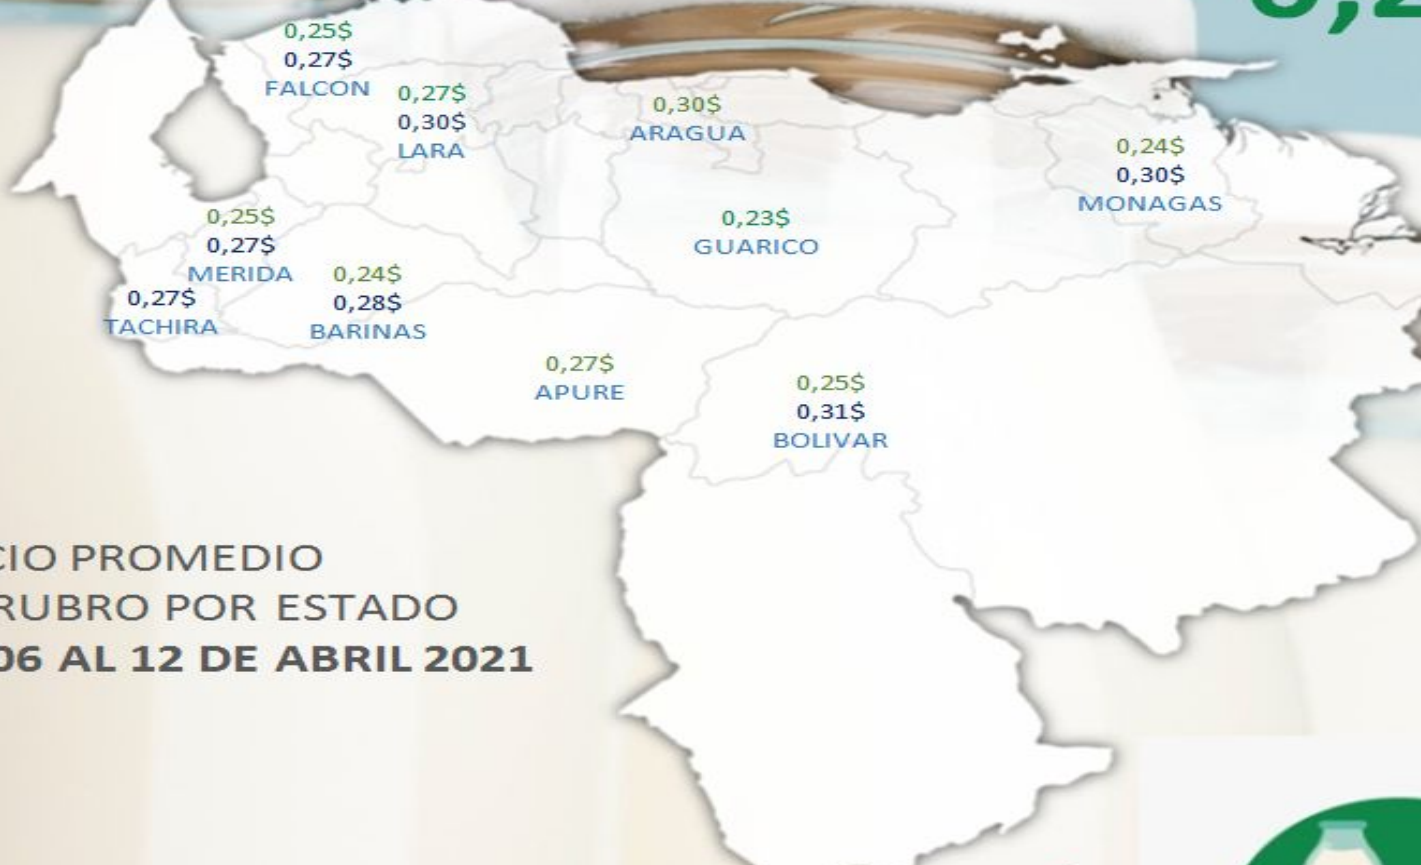 0,25$
0,27$
FALCON
0,27$
0,30$
LARA
0,30$
ARAGUA
0,24$
0,30$
MONAGAS
0,25$
0,27$
MERIDA
0,23$
GUARICO
0,27$
TACHIRA
0,24$
0,28$
BARINAS
0,27$
APURE
0,25$
0,31$
BOLIVAR
PROMEDIO
RUBRO POR ESTADO
06 AL 12 DE ABRIL 2021